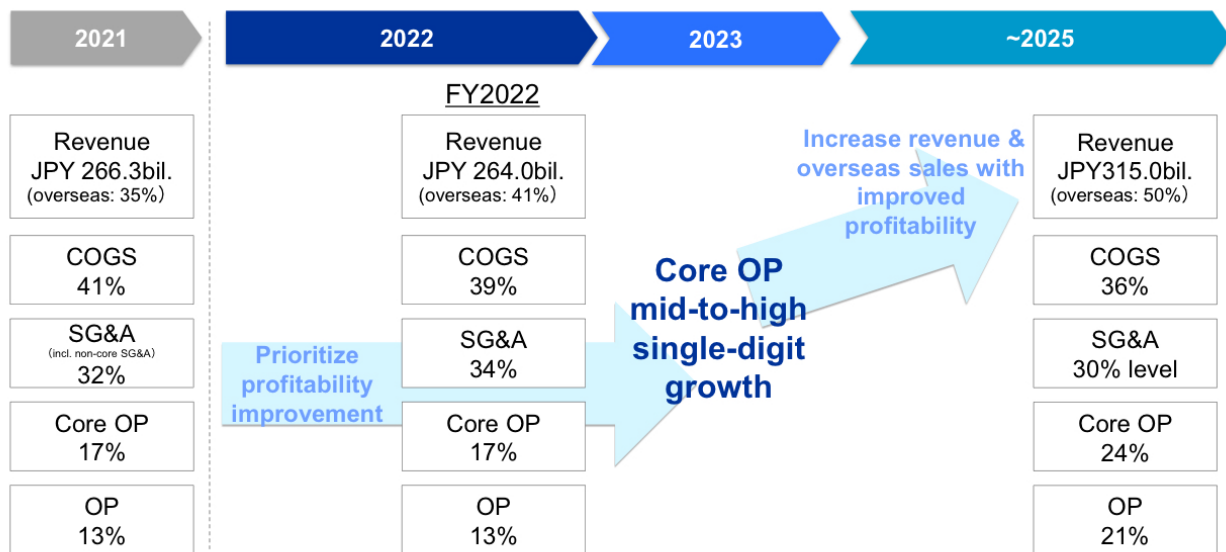 2021
2022
2023
~2025
FY2022
Revenue
JPY 266.3bil.
(overseas: 35%)
COGS
41%
SG&A
(incl. non-core SG&A)
32%
Core OP
17%
OP
13%
Prioritize
profitability
improvement
Revenue
JPY 264.0bil.
(overseas: 41%)
COGS
39%
SG&A
34%
Core OP
17%
OP
13%
Core OP
mid-to-high
single-digit
growth
Increase revenue &
overseas sales with
improved
profitability
Revenue
JPY315.0bil.
(overseas: 50%)
COGS
36%
SG&A
30% level
Core OP
24%
OP
21%